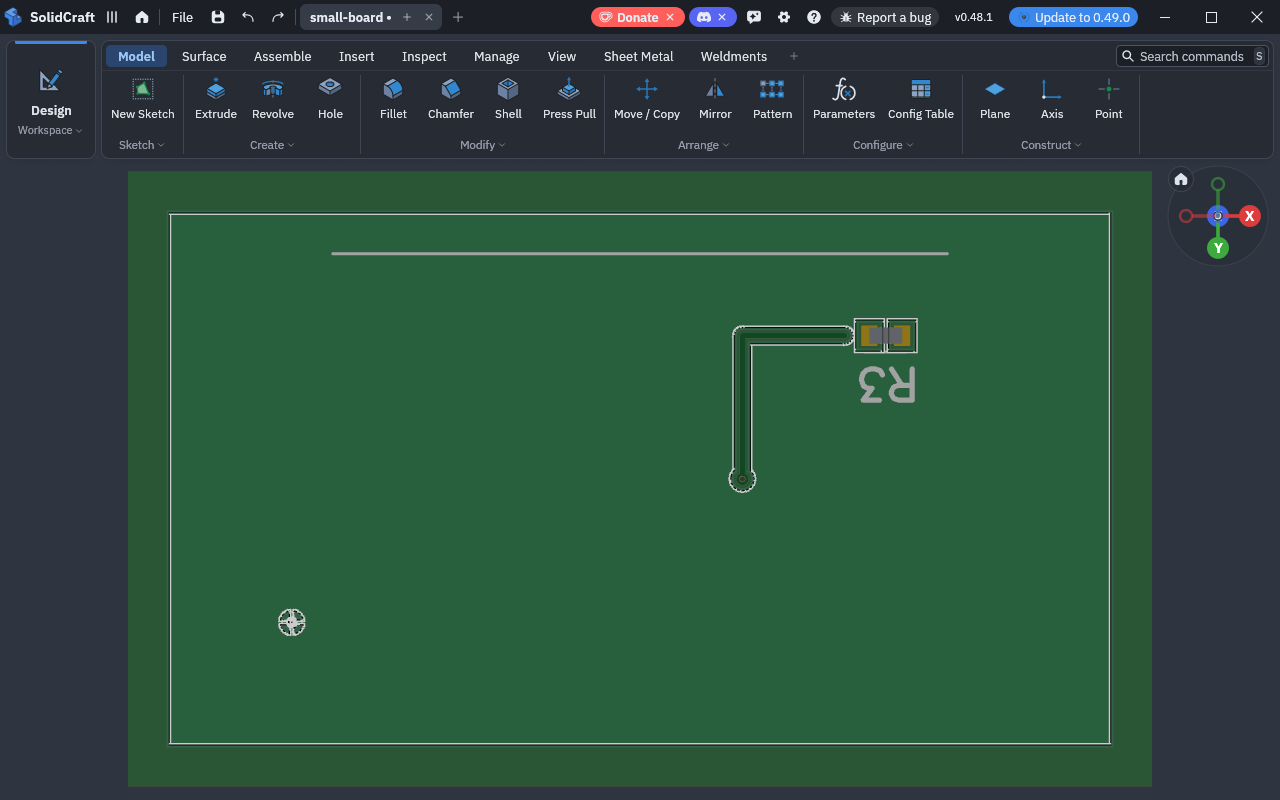 SolidCraft
File
small-board •
Donate
Report a bug
v0.48.1
Update to 0.49.0
Design
Workspace
Model
Surface
Assemble
Insert
Inspect
Manage
View
Sheet Metal
Weldments
Search commands
S
New Sketch
Extrude
Revolve
Hole
Fillet
Chamfer
Shell
Press Pull
Move / Copy
Mirror
Pattern
Parameters
Config Table
Plane
Axis
Point
Sketch
Create
Modify
Arrange
Configure
Construct
X
Y
R3